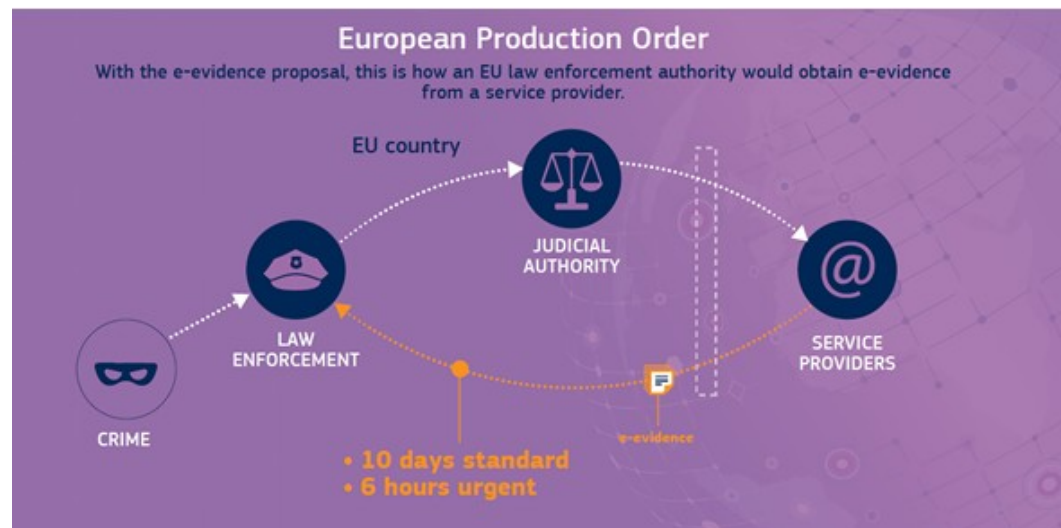 European Production Order
With the e-evidence proposal, this is how an EU law enforcement authority would obtain e-evidence
from a service provider.
EU country
JUDICIAL
AUTHORITY
@
LAW
ENFORCEMENT
SERVICE
PROVIDERS
CRIME
e-evidence
• 10 days standard
• 6 hours urgent